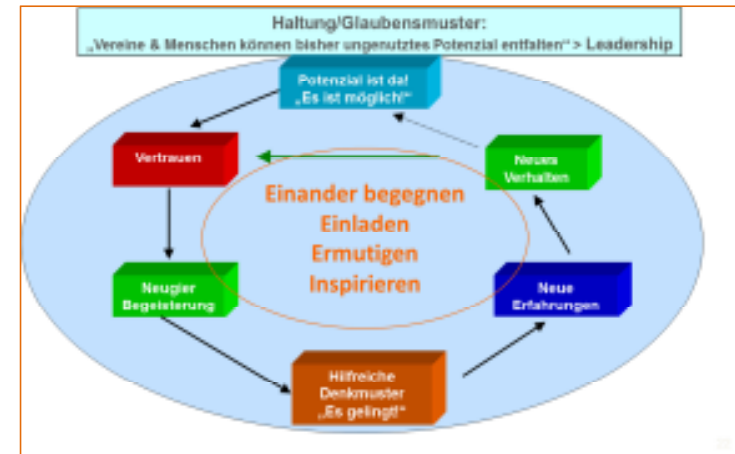 Haltung/Glaubensmuster:
„Vereine & Menschen können bisher ungenutztes Potenzial entfalten“ > Leadership
Potenzial ist da!
„Es ist möglich!“
Vertrauen
Neues
Verhalten
Einander begegnen
Einladen
Ermutigen
Inspirieren
Neugier
Begeisterung
Neue
Erfahrungen
Hilfreiche
Denkmuster
„Es gelingt!“